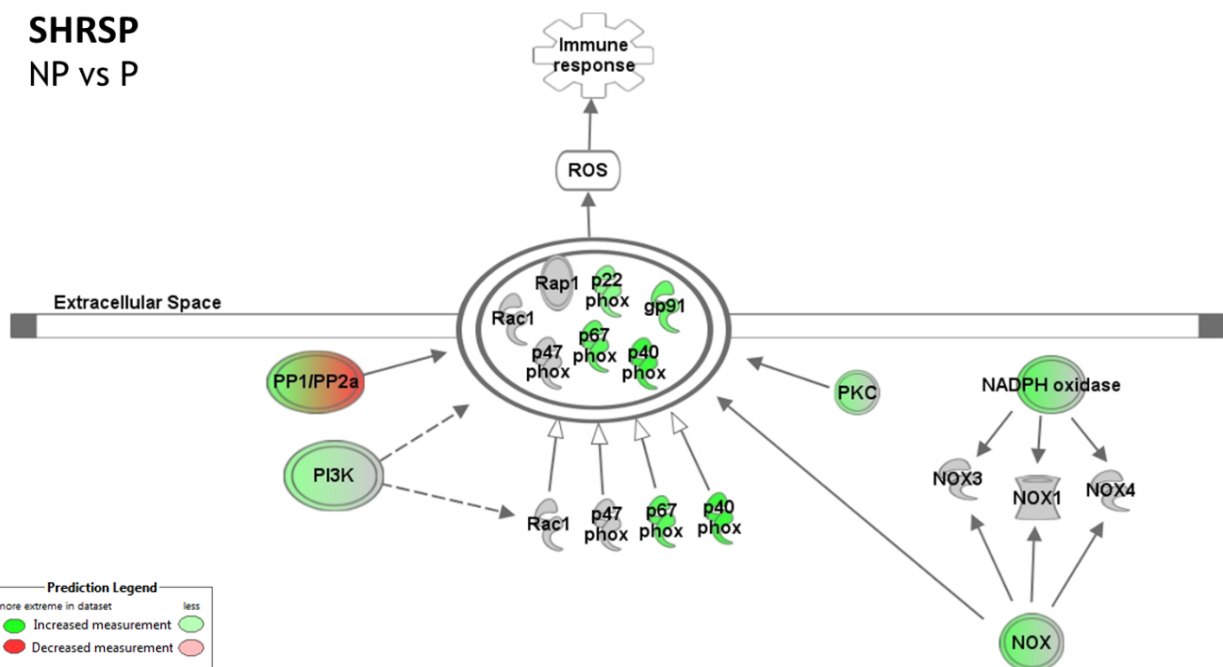 SHRSP
NP vs P
Immune
response
ROS
Extracellular Space
Rap1
p22
phox
gp91
Rac1
p67
phox
p47
phox
p40
phox
PP1/PP2a
PKC
NADPH oxidase
PI3K
NOX3
NOX1
NOX4
Rac1
p47
phox
p67
phox
p40
phox
NOX
Prediction Legend
more extreme in dataset less
Increased measurement
Decreased measurement